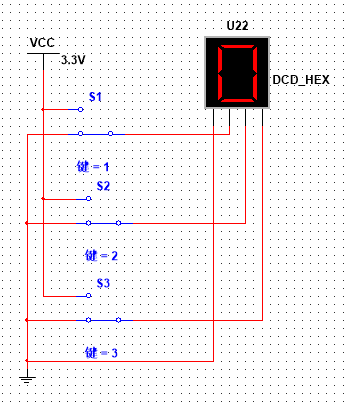 U22
VCC
3.3V
DCD_HEX
S1
键 = 1
S2
键 = 2
S3
键 = 3